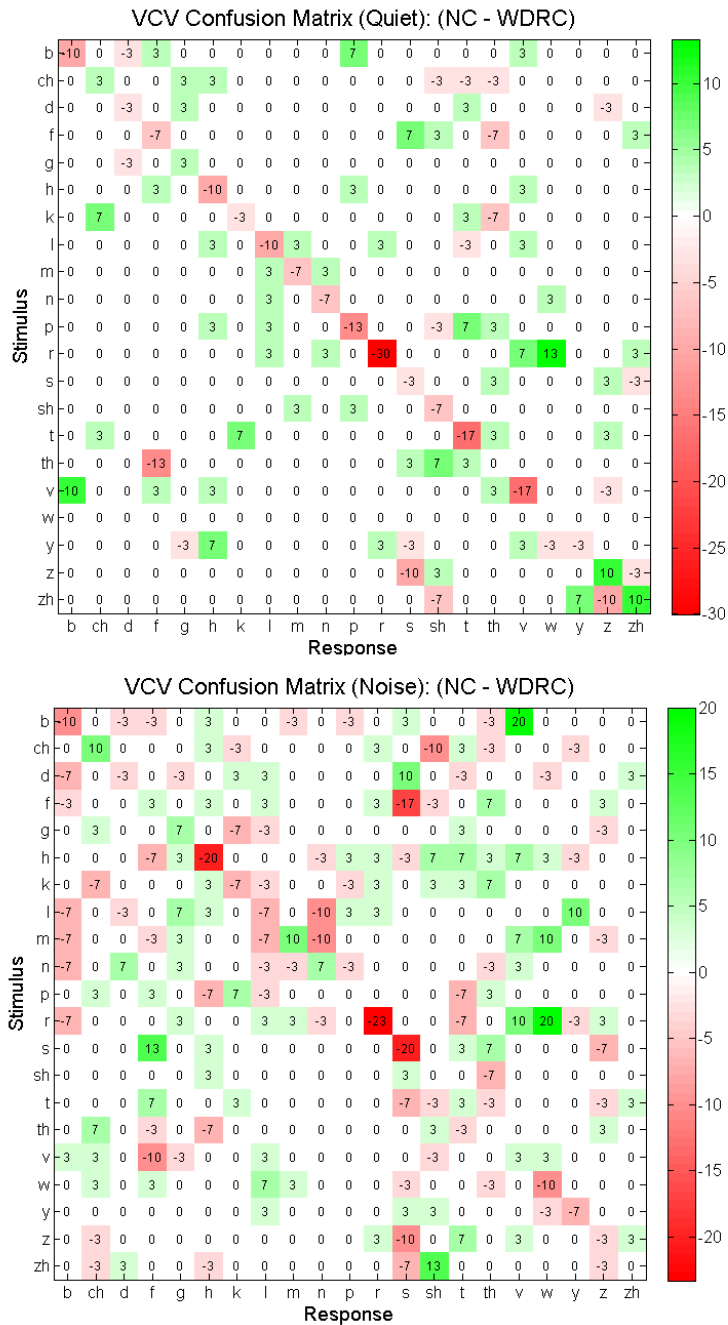 VCV Confusion Matrix (Quiet): (NC - WDRC)
b -10 0 -3 3 0 0 0 0 0 0 7 0 0 0 0 0 3 0 0 0 0
ch 0 3 0 0 3 3 0 0 0 0 0 0 0 -3 -3 -3 0 0 0 0 0
d 0 0 -3 0 3 0 0 0 0 0 0 0 0 0 3 0 0 0 0 -3 0
f 0 0 0 -7 0 0 0 0 0 0 0 0 7 3 0 -7 0 0 0 0 3
g 0 0 -3 0 3 0 0 0 0 0 0 0 0 0 0 0 0 0 0 0 0
h 0 0 0 3 0 -10 0 0 0 0 3 0 0 0 0 0 3 0 0 0 0
k 0 7 0 0 0 0 -3 0 0 0 0 0 0 0 3 -7 0 0 0 0 0
l 0 0 0 0 0 3 0 -10 3 0 0 3 0 0 -3 0 3 0 0 0 0
m 0 0 0 0 0 0 0 3 -7 3 0 0 0 0 0 0 0 0 0 0 0
n 0 0 0 0 0 0 0 3 0 -7 0 0 0 0 0 0 0 3 0 0 0
p 0 0 0 0 0 3 0 3 0 0 -13 0 0 -3 7 3 0 0 0 0 0
r 0 0 0 0 0 0 0 3 0 3 0 -30 0 0 0 0 7 13 0 0 3
s 0 0 0 0 0 0 0 0 0 0 0 0 -3 0 0 3 0 0 0 3 -3
sh 0 0 0 0 0 0 0 0 3 0 3 0 0 -7 0 0 0 0 0 0 0
t 0 3 0 0 0 0 7 0 0 0 0 0 0 0 -17 3 0 0 0 3 0
th 0 0 0 -13 0 0 0 0 0 0 0 0 3 7 3 0 0 0 0 0 0
v 10 0 0 3 0 3 0 0 0 0 0 0 0 0 0 3 -17 0 0 -3 0
w 0 0 0 0 0 0 0 0 0 0 0 0 0 0 0 0 0 0 0 0 0
y 0 0 0 0 -3 7 0 0 0 0 0 3 -3 0 0 0 3 -3 -3 0 0
z 0 0 0 0 0 0 0 0 0 0 0 0 -10 3 0 0 0 0 0 10 -3
zh 0 0 0 0 0 0 0 0 0 0 0 0 0 -7 0 0 0 0 7 -10 10
b ch d f g h k l m n p r s sh t th v w y z zh
Response
Stimulus
10
5
0
-5
-10
-15
-20
-25
-30
VCV Confusion Matrix (Noise): (NC - WDRC)
b -10 0 -3 -3 0 3 0 0 -3 0 -3 0 3 0 0 -3 20 0 0 0 0
ch 0 10 0 0 0 3 -3 0 0 0 0 3 0 -10 3 -3 0 0 -3 0 0
d -7 0 -3 0 -3 0 3 3 0 0 0 0 10 0 -3 0 0 -3 0 0 3
f -3 0 0 3 0 3 0 3 0 0 0 3 -17 -3 0 7 0 0 0 3 0
g 0 3 0 0 7 0 -7 -3 0 0 0 0 0 0 3 0 0 0 0 -3 0
h 0 0 0 -7 3 -20 0 0 0 -3 3 3 -3 7 7 3 7 3 -3 0 0
k 0 -7 0 0 0 3 -7 -3 0 0 -3 3 0 3 3 7 0 0 0 0 0
l -7 0 -3 0 7 3 0 -7 0 -10 3 3 0 0 0 0 0 0 10 0 0
m -7 0 0 -3 3 0 0 -7 10 -10 0 0 0 0 0 0 7 10 0 -3 0
n -7 0 7 0 3 0 0 -3 -3 7 -3 0 0 0 0 -3 3 0 0 0 0
p 0 3 0 3 0 -7 7 -3 0 0 0 0 0 0 -7 3 0 0 0 0 0
r -7 0 0 0 3 0 0 3 3 -3 0 -23 0 0 -7 0 10 20 -3 3 0
s 0 0 0 13 0 3 0 0 0 0 0 0 -20 0 3 7 0 0 0 -7 0
sh 0 0 0 0 0 3 0 0 0 0 0 0 3 0 0 -7 0 0 0 0 0
t 0 0 0 7 0 0 3 0 0 0 0 0 -7 -3 3 -3 0 0 0 -3 3
th 0 7 0 -3 0 -7 0 0 0 0 0 0 0 3 -3 0 0 0 0 3 0
v 3 3 0 -10 -3 0 0 3 0 0 0 0 0 -3 0 0 3 3 0 0 0
w 0 3 0 3 0 0 0 7 3 0 0 0 -3 0 0 -3 0 -10 0 0 0
y 0 0 0 0 0 0 0 3 0 0 0 0 3 3 0 0 0 -3 -7 0 0
z 0 -3 0 0 0 0 0 0 0 0 0 3 -10 0 7 0 3 0 0 -3 3
zh 0 -3 3 0 0 -3 0 0 0 0 0 0 -7 13 0 0 0 0 0 -3 0
b ch d f g h k l m n p r s sh t th v w y z zh
Response
Stimulus
20
15
10
5
0
-5
-10
-15
-20